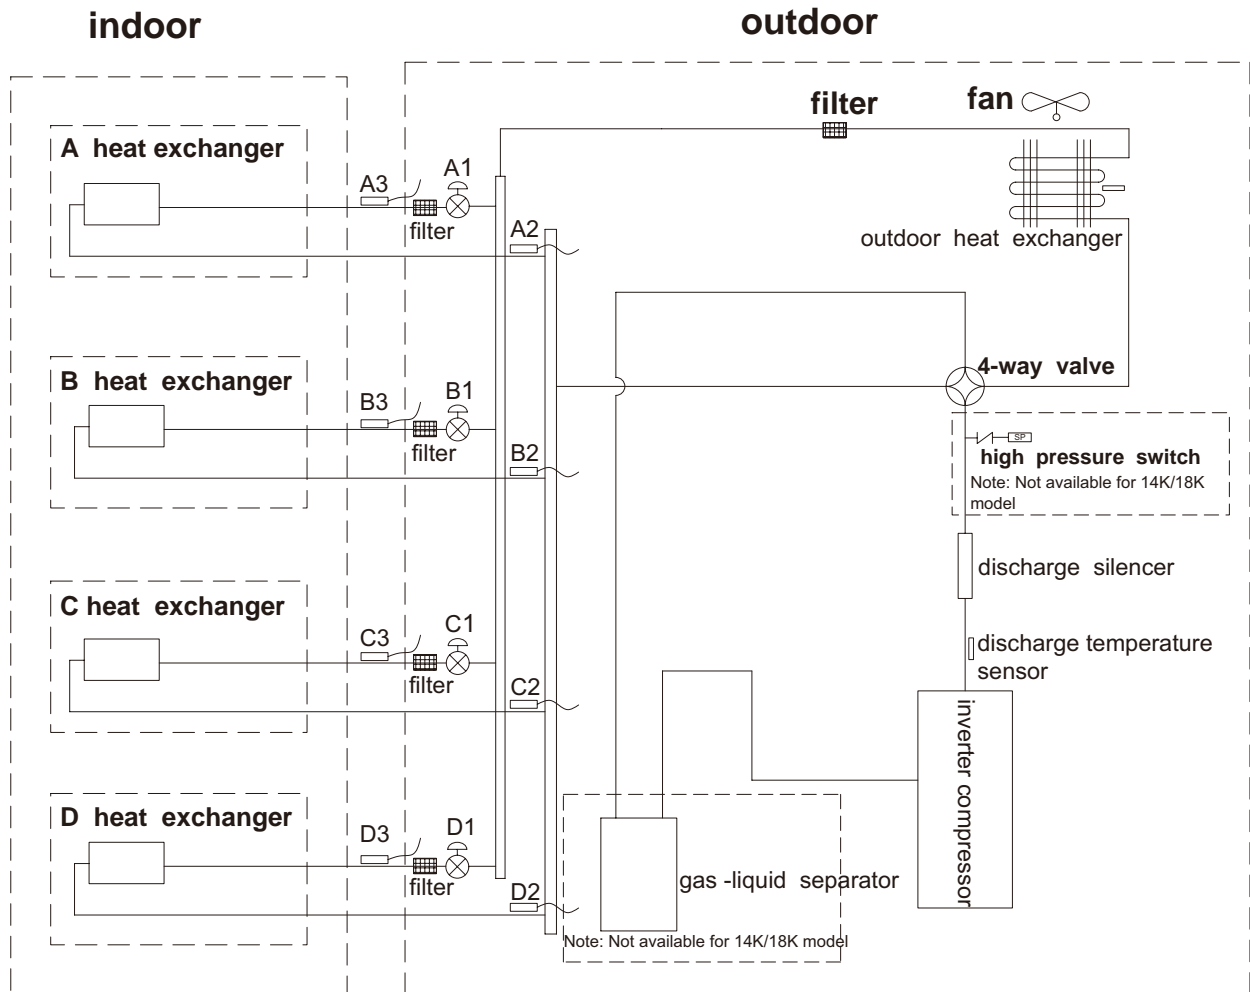 indoor
outdoor
filter
fan
A heat exchanger
A3
A1
filter
A2
outdoor heat exchanger
4-way valve
B heat exchanger
B3
B1
filter
B2
SP
high pressure switch
Note: Not available for 14K/18K
model
discharge silencer
C heat exchanger
C3
C1
filter
C2
discharge temperature
sensor
inverter compressor
D heat exchanger
D3
D1
filter
D2
gas -liquid separator
Note: Not available for 14K/18K model